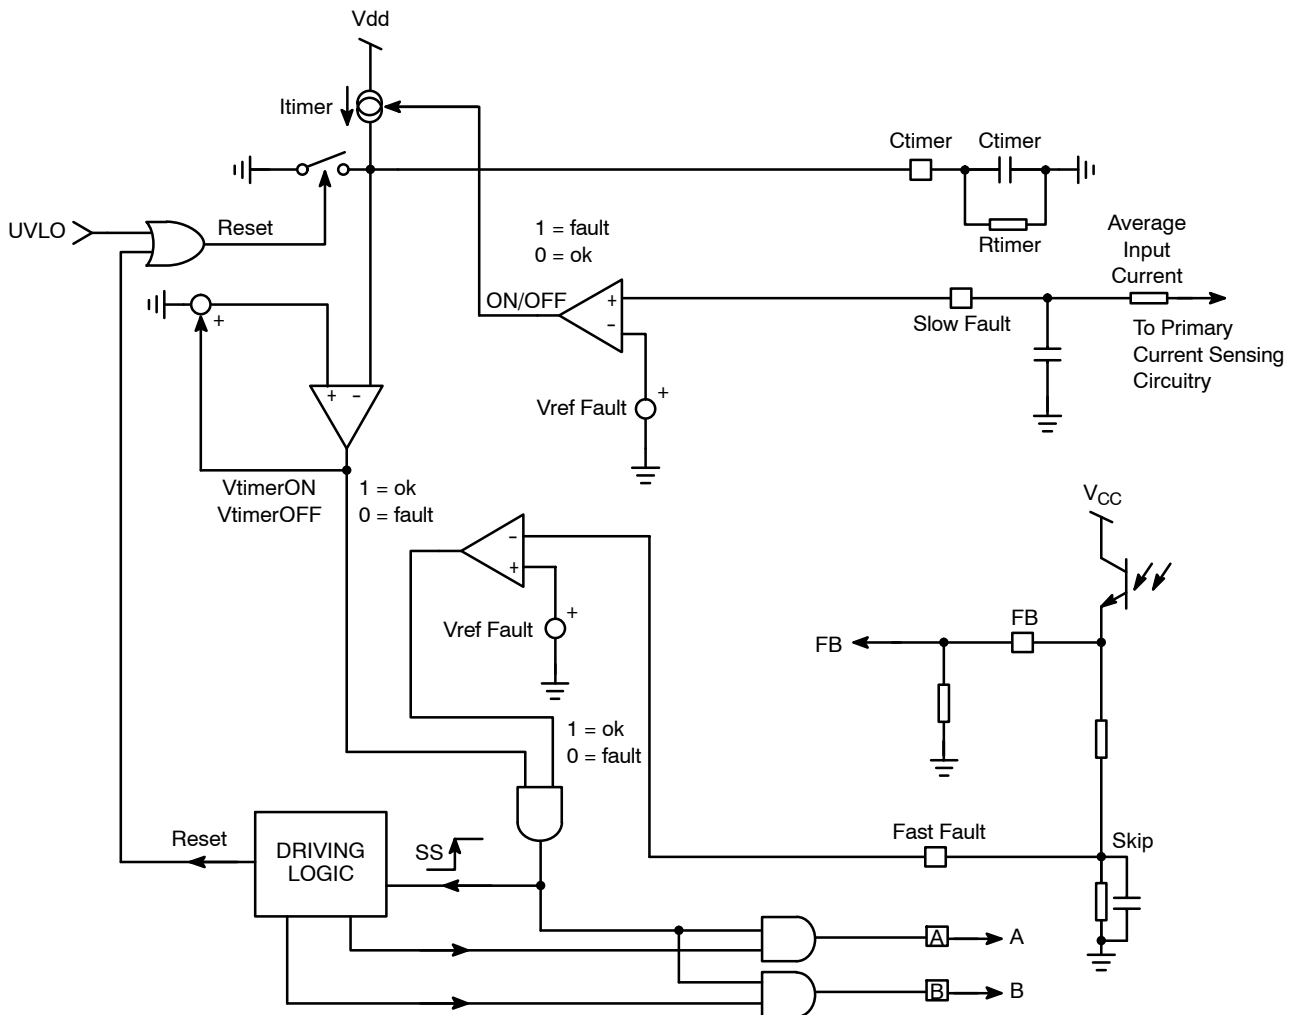 Vdd
Itimer
Ctimer
Ctimer
Rtimer
UVLO
Reset
1 = fault
0 = ok
Average
Input
Current
ON/OFF
+
−
Slow Fault
To Primary
Current Sensing
Circuitry
+
+ −
Vref Fault
+
VtimerON
VtimerOFF
1 = ok
0 = fault
VCC
−
+
Vref Fault
+
FB
FB
1 = ok
0 = fault
Reset
DRIVING
LOGIC
SS
Fast Fault
Skip
A
A
B
B